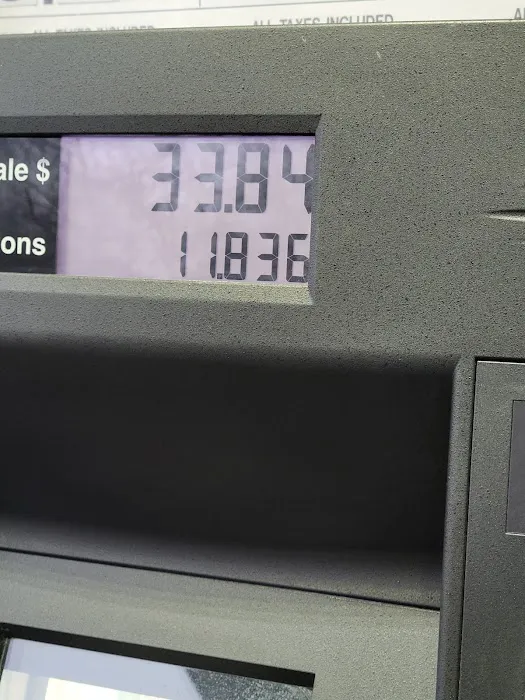 ALL TAXES INCLUDED
ale $ 33.84
ons 11.836